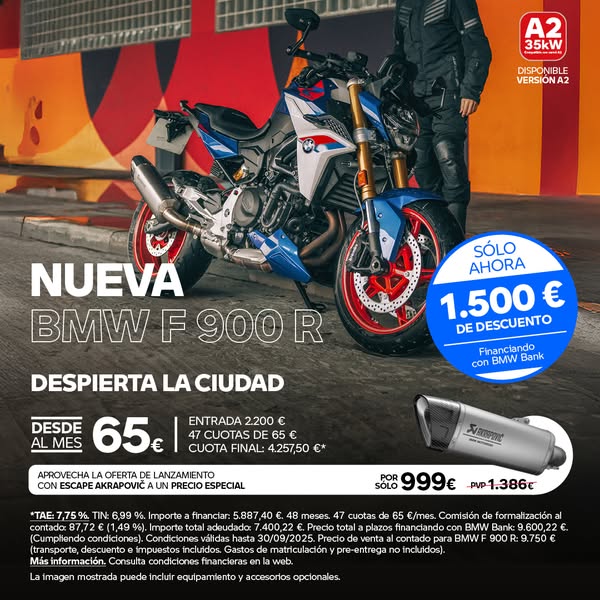 A2
35kW
DISPONIBLE
VERSIÓN A2
SÓLO
AHORA
1.500 €
DE DESCUENTO
Financiando
con BMW Bank
NUEVA
BMW F 900 R
DESPIERTA LA CIUDAD
DESDE
AL MES
65€
ENTRADA 2.200 €
47 CUOTAS DE 65 €
CUOTA FINAL: 4.257,50 €*
AKRAPOVIČ
APROVECHA LA OFERTA DE LANZAMIENTO
CON ESCAPE AKRAPOVIČ A UN PRECIO ESPECIAL
POR
SÓLO
999€
PVP 1.386€
*TAE: 7,75 %. TIN: 6,99 %. Importe a financiar: 5.887,40 €. 48 meses. 47 cuotas de 65 €/mes. Comisión de formalización al
contado: 87,72 € (1,49 %). Importe total adeudado: 7.400,22 €. Precio total a plazos financiando con BMW Bank: 9.600,22 €.
(Cumpliendo condiciones). Condiciones válidas hasta 30/09/2025. Precio de venta al contado para BMW F 900 R: 9.750 €
(transporte, descuento e impuestos incluidos. Gastos de matriculación y pre-entrega no incluidos).
Más información. Consulta condiciones financieras en la web.
La imagen mostrada puede incluir equipamiento y accesorios opcionales.